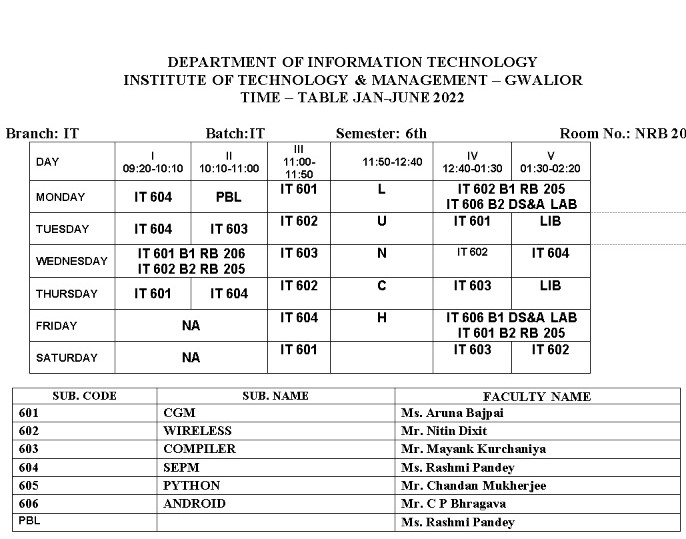 DEPARTMENT OF INFORMATION TECHNOLOGY
INSTITUTE OF TECHNOLOGY & MANAGEMENT – GWALIOR
TIME – TABLE JAN-JUNE 2022
Branch: IT Batch:IT Semester: 6th Room No.: NRB 20
DAY I 09:20-10:10 II 10:10-11:00 III 11:00-11:50 11:50-12:40 IV 12:40-01:30 V 01:30-02:20
MONDAY IT 604 PBL IT 601 L IT 602 B1 RB 205
IT 606 B2 DS&A LAB
TUESDAY IT 604 IT 603 IT 602 U IT 601 LIB
WEDNESDAY IT 601 B1 RB 206
IT 602 B2 RB 205 IT 603 N IT 602 IT 604
THURSDAY IT 601 IT 604 IT 602 C IT 603 LIB
FRIDAY NA IT 604 H IT 606 B1 DS&A LAB
IT 601 B2 RB 205
SATURDAY NA IT 601 IT 603 IT 602
SUB. CODE SUB. NAME FACULTY NAME
601 CGM Ms. Aruna Bajpai
602 WIRELESS Mr. Nitin Dixit
603 COMPILER Mr. Mayank Kurchaniya
604 SEPM Ms. Rashmi Pandey
605 PYTHON Mr. Chandan Mukherjee
606 ANDROID Mr. C P Bhragava
PBL Ms. Rashmi Pandey